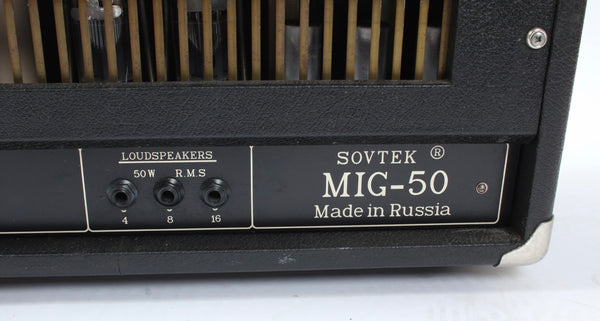 LOUDSPEAKERS
50W R.M.S
4 8 16
SOVTEK ®
MIG-50
Made in Russia